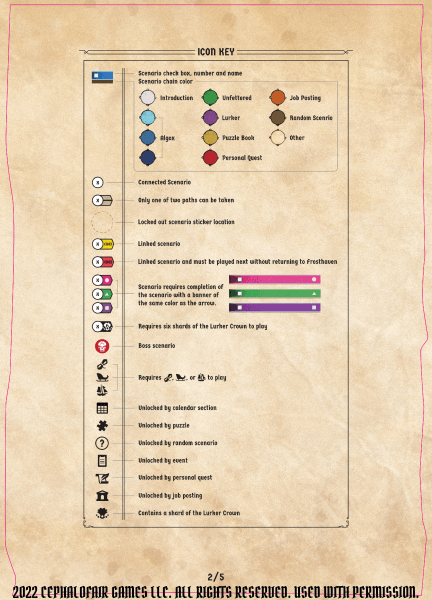 ICON KEY
Scenario check box, number and name
Scenario chain color
Introduction
Unfettered
Job Posting
Lurker
Random Scenrio
Algox
Puzzle Book
Other
Personal Quest
Connected Scenario
Only one of two paths can be taken
Locked out scenario sticker location
Linked scenario
Linked scenario and must be played next without returning to Frosthaven
Scenario requires completion of
the scenario with a banner of
the same color as the arrow.
Requires six shards of the Lurker Crown to play
Boss scenario
Requires , , or to play
Unlocked by calendar section
Unlocked by puzzle
? Unlocked by random scenario
Unlocked by event
Unlocked by personal quest
Unlocked by job posting
Contains a shard of the Lurker Crown
2/5
2022 CEPHALOFAIR GAMES LLC. ALL RIGHTS RESERVED. USED WITH PERMISSION.